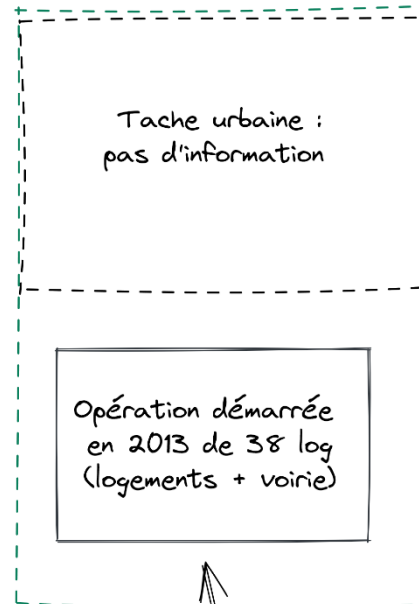 Tache urbaine :
pas d'information
Opération démarrée
en 2013 de 38 log
(logements + voirie)